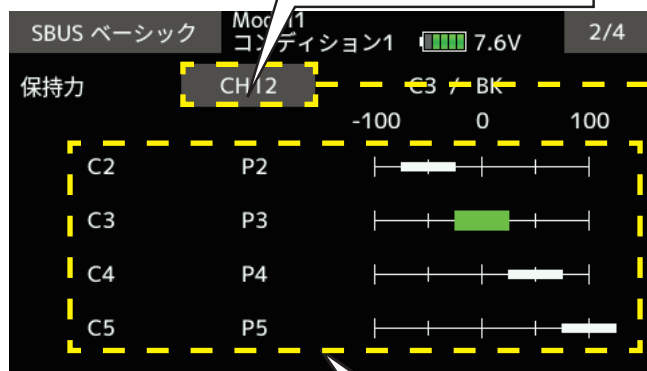 SBUS ベーシック
Model1
コンディション1 7.6V
2/4
保持力 CH12 C3 / BK
-100 0 100
C2 P2
C3 P3
C4 P4
C5 P5